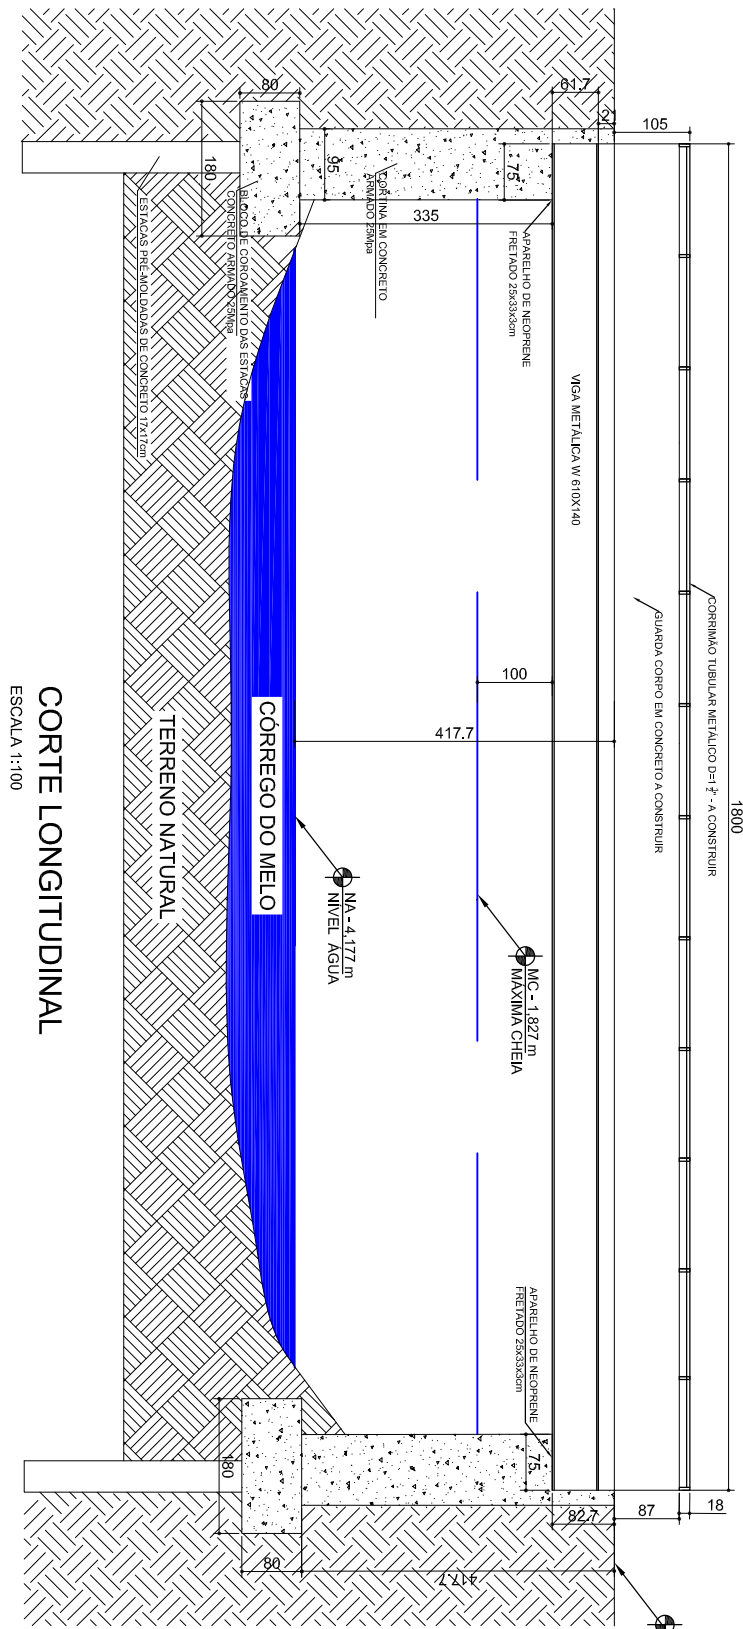 1800
CORRIMÃO TUBULAR METÁLICO D=1 ½" - A CONSTRUIR
GUARDA CORPO EM CONCRETO A CONSTRUIR
105
2
61.7
18
87
82.7
VIGA METÁLICA W 610X140
APARELHO DE NEOPRENE
FRETADO 25x33x3cm
APARELHO DE NEOPRENE
FRETADO 25x33x3cm
75
75
100
MC - 1,827 m
MÁXIMA CHEIA
335
417.7
417.7
CORTINA EM CONCRETO
ARMADO 25Mpa
95
NA - 4,177 m
NÍVEL ÁGUA
80
80
CÓRREGO DO MELO
BLOCO DE COROAMENTO DAS ESTACAS
CONCRETO ARMADO 25Mpa
180
180
TERRENO NATURAL
ESTACAS PRÉ-MOLDADAS DE CONCRETO 17x17cm
CORTE LONGITUDINAL
ESCALA 1:100